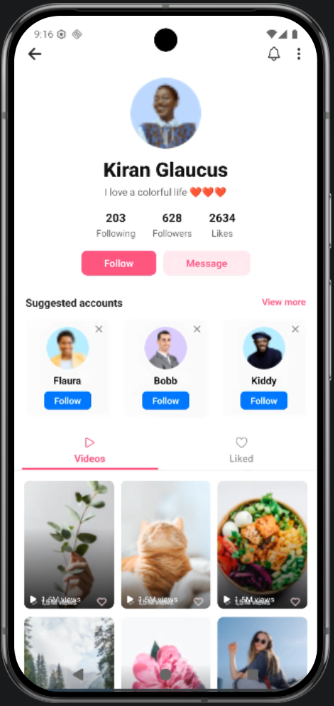 9:16
Kiran Glaucus
I love a colorful life ❤️❤️❤️
203 628 2634
Following Followers Likes
Follow Message
Suggested accounts View more
Flaura Bobb Kiddy
Follow Follow Follow
Videos Liked
1.5M views 1.5M views 1.5M views